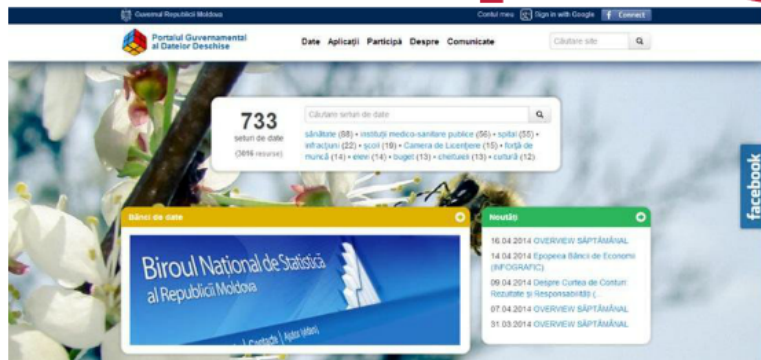 Guvernul Republicii Moldova
Contul meu
Sign in with Google
f Connect
Portalul Guvernamental
al Datelor Deschise
Date Aplicații Participă Despre Comunicate
Căutare site
733
seturi de date
(3016 resurse)
Căutare seturi de date
sănătate (88) • instituții medico-sanitare publice (56) • spital (55) •
infracțiuni (22) • școli (19) • Camera de Licențiere (15) • forță de
muncă (14) • elevi (14) • buget (13) • cheltuieli (13) • cultură (12)
Bănci de date
Biroul Național de Statistică
al Republicii Moldova
Contacte | Ajutor (video)
Noutăți
16.04.2014 OVERVIEW SĂPTĂMÂNAL
14.04.2014 Epopeea Băncii de Economii
(INFOGRAFIC)
09.04.2014 Despre Curtea de Conturi:
Rezultate și Responsabilități (...
07.04.2014 OVERVIEW SĂPTĂMÂNAL
31.03.2014 OVERVIEW SĂPTĂMÂNAL
facebook